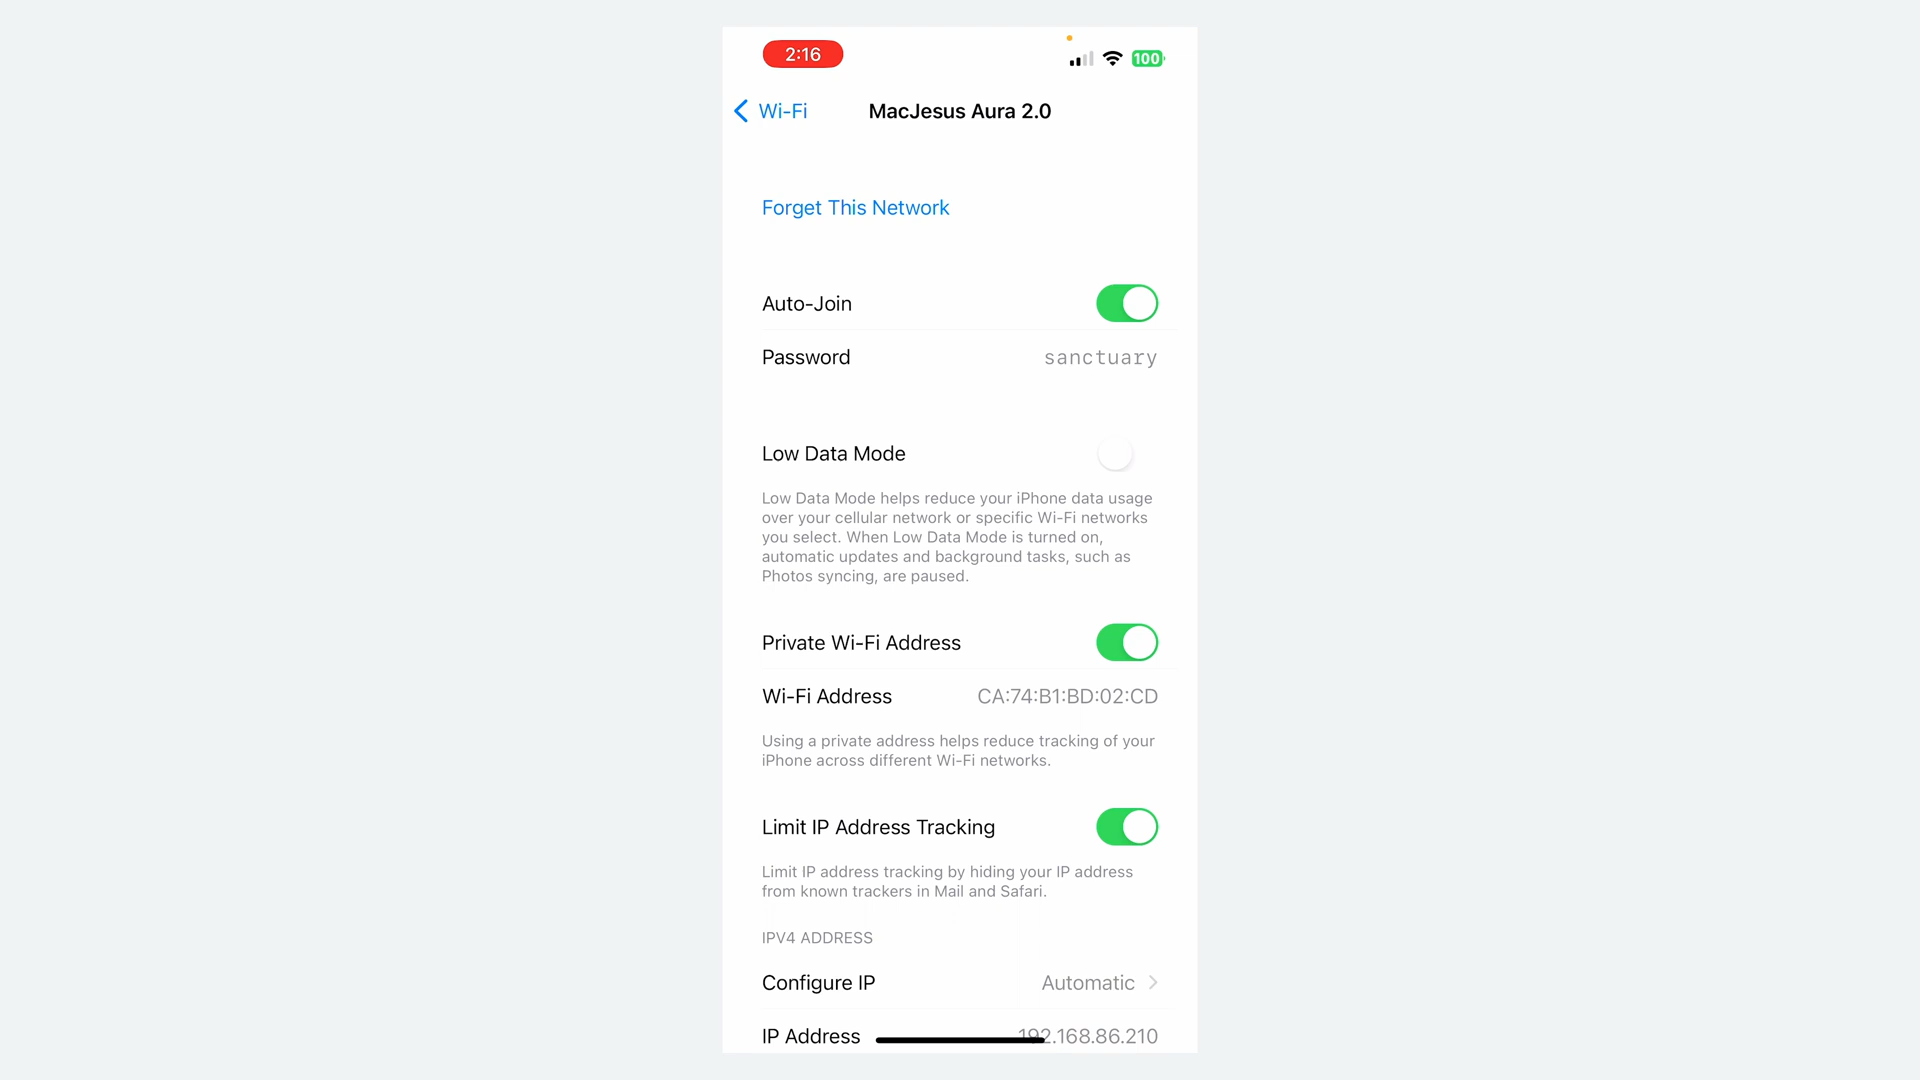 2:16
100
Wi-Fi
MacJesus Aura 2.0
Forget This Network
Auto-Join
Password sanctuary
Low Data Mode
Low Data Mode helps reduce your iPhone data usage
over your cellular network or specific Wi-Fi networks
you select. When Low Data Mode is turned on,
automatic updates and background tasks, such as
Photos syncing, are paused.
Private Wi-Fi Address
Wi-Fi Address CA:74:B1:BD:02:CD
Using a private address helps reduce tracking of your
iPhone across different Wi-Fi networks.
Limit IP Address Tracking
Limit IP address tracking by hiding your IP address
from known trackers in Mail and Safari.
IPV4 ADDRESS
Configure IP Automatic
IP Address 192.168.86.210